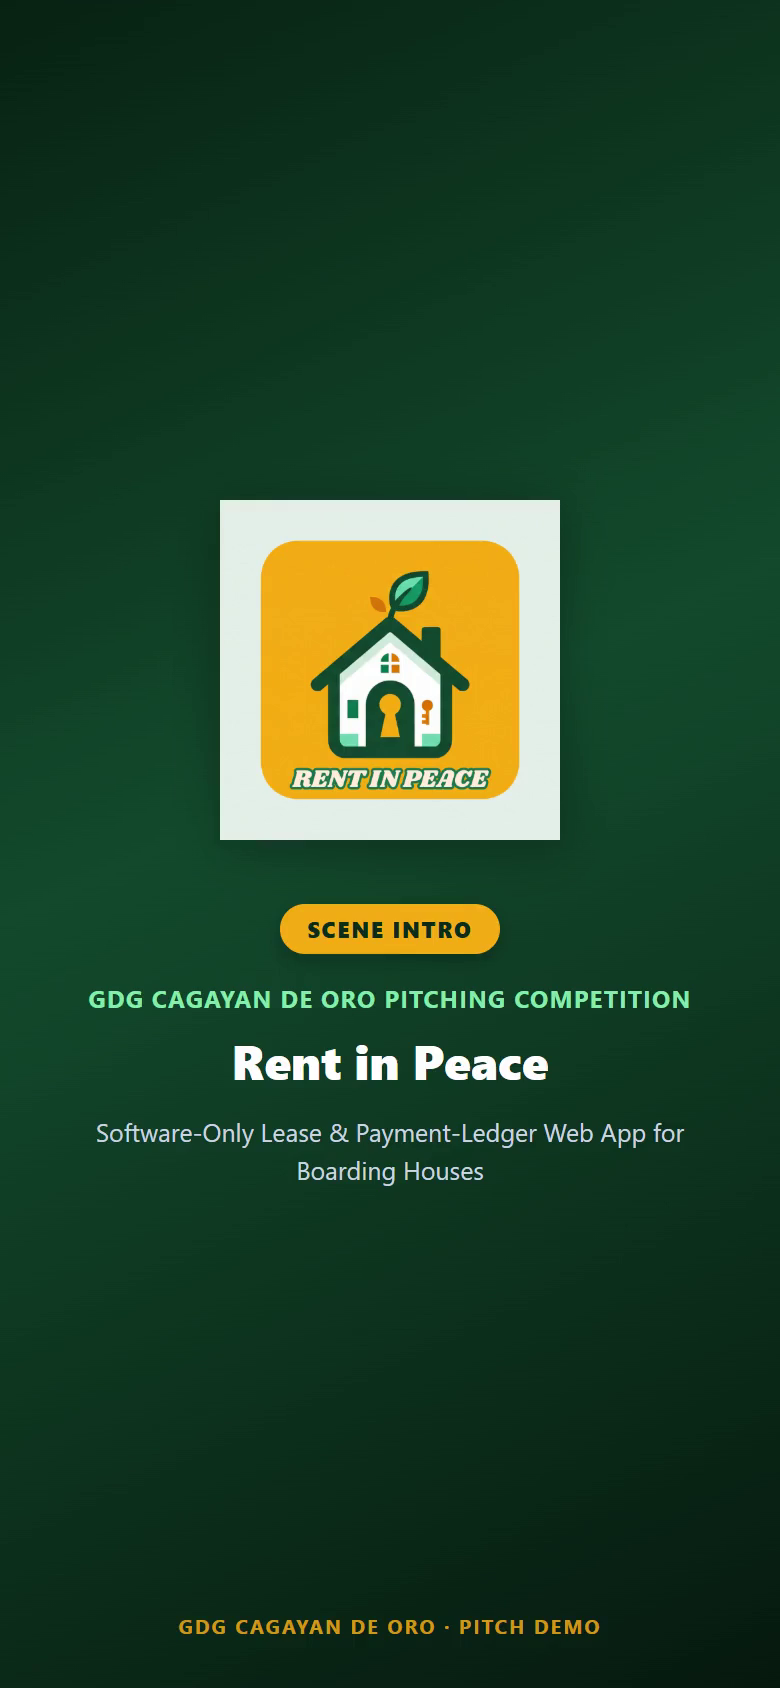 RENT IN PEACE
SCENE INTRO
GDG CAGAYAN DE ORO PITCHING COMPETITION
Rent in Peace
Software-Only Lease & Payment-Ledger Web App for
Boarding Houses
GDG CAGAYAN DE ORO · PITCH DEMO